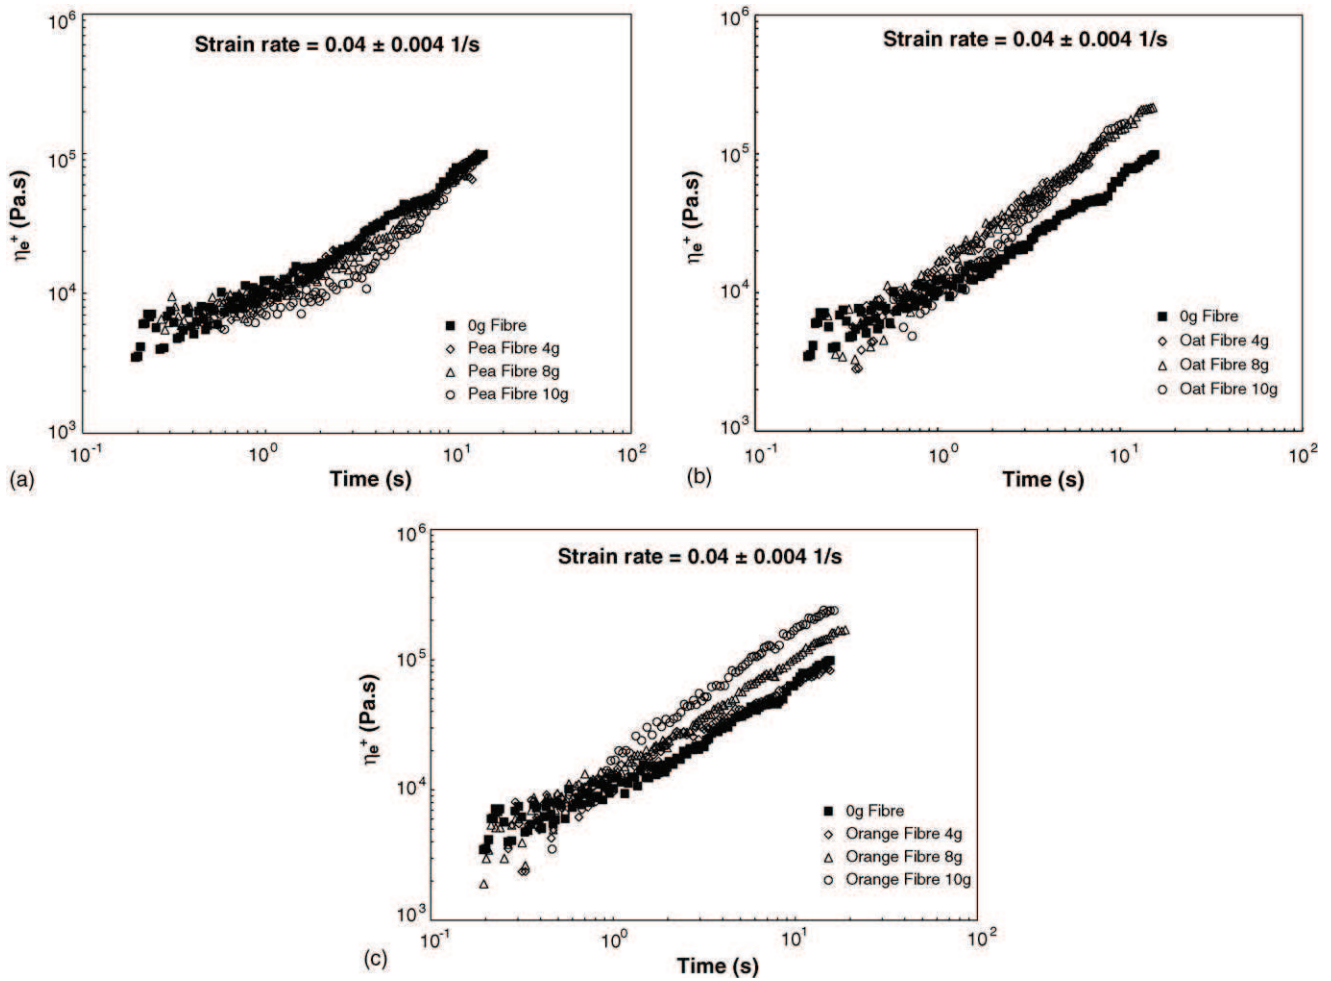 10^6
Strain rate = 0.04 ± 0.004 1/s
10^5
η_e^+ (Pa.s)
10^4
0g Fibre
Pea Fibre 4g
Pea Fibre 8g
Pea Fibre 10g
10^3
10^-1
10^0
10^1
10^2
(a)
Time (s)
10^6
Strain rate = 0.04 ± 0.004 1/s
10^5
η_e^+ (Pa.s)
10^4
0g Fibre
Oat Fibre 4g
Oat Fibre 8g
Oat Fibre 10g
10^3
10^-1
10^0
10^1
10^2
(b)
Time (s)
10^6
Strain rate = 0.04 ± 0.004 1/s
10^5
η_e^+ (Pa.s)
10^4
0g Fibre
Orange Fibre 4g
Orange Fibre 8g
Orange Fibre 10g
10^3
10^-1
10^0
10^1
10^2
(c)
Time (s)